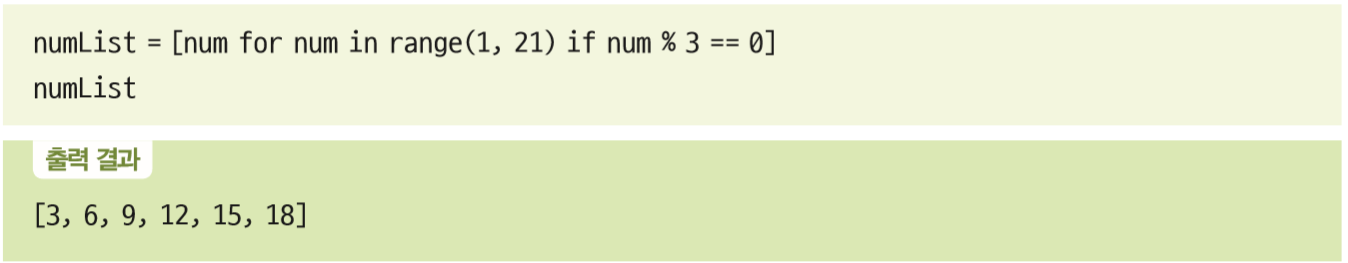 numList = [num for num in range(1, 21) if num % 3 == 0]
numList
출력 결과
[3, 6, 9, 12, 15, 18]